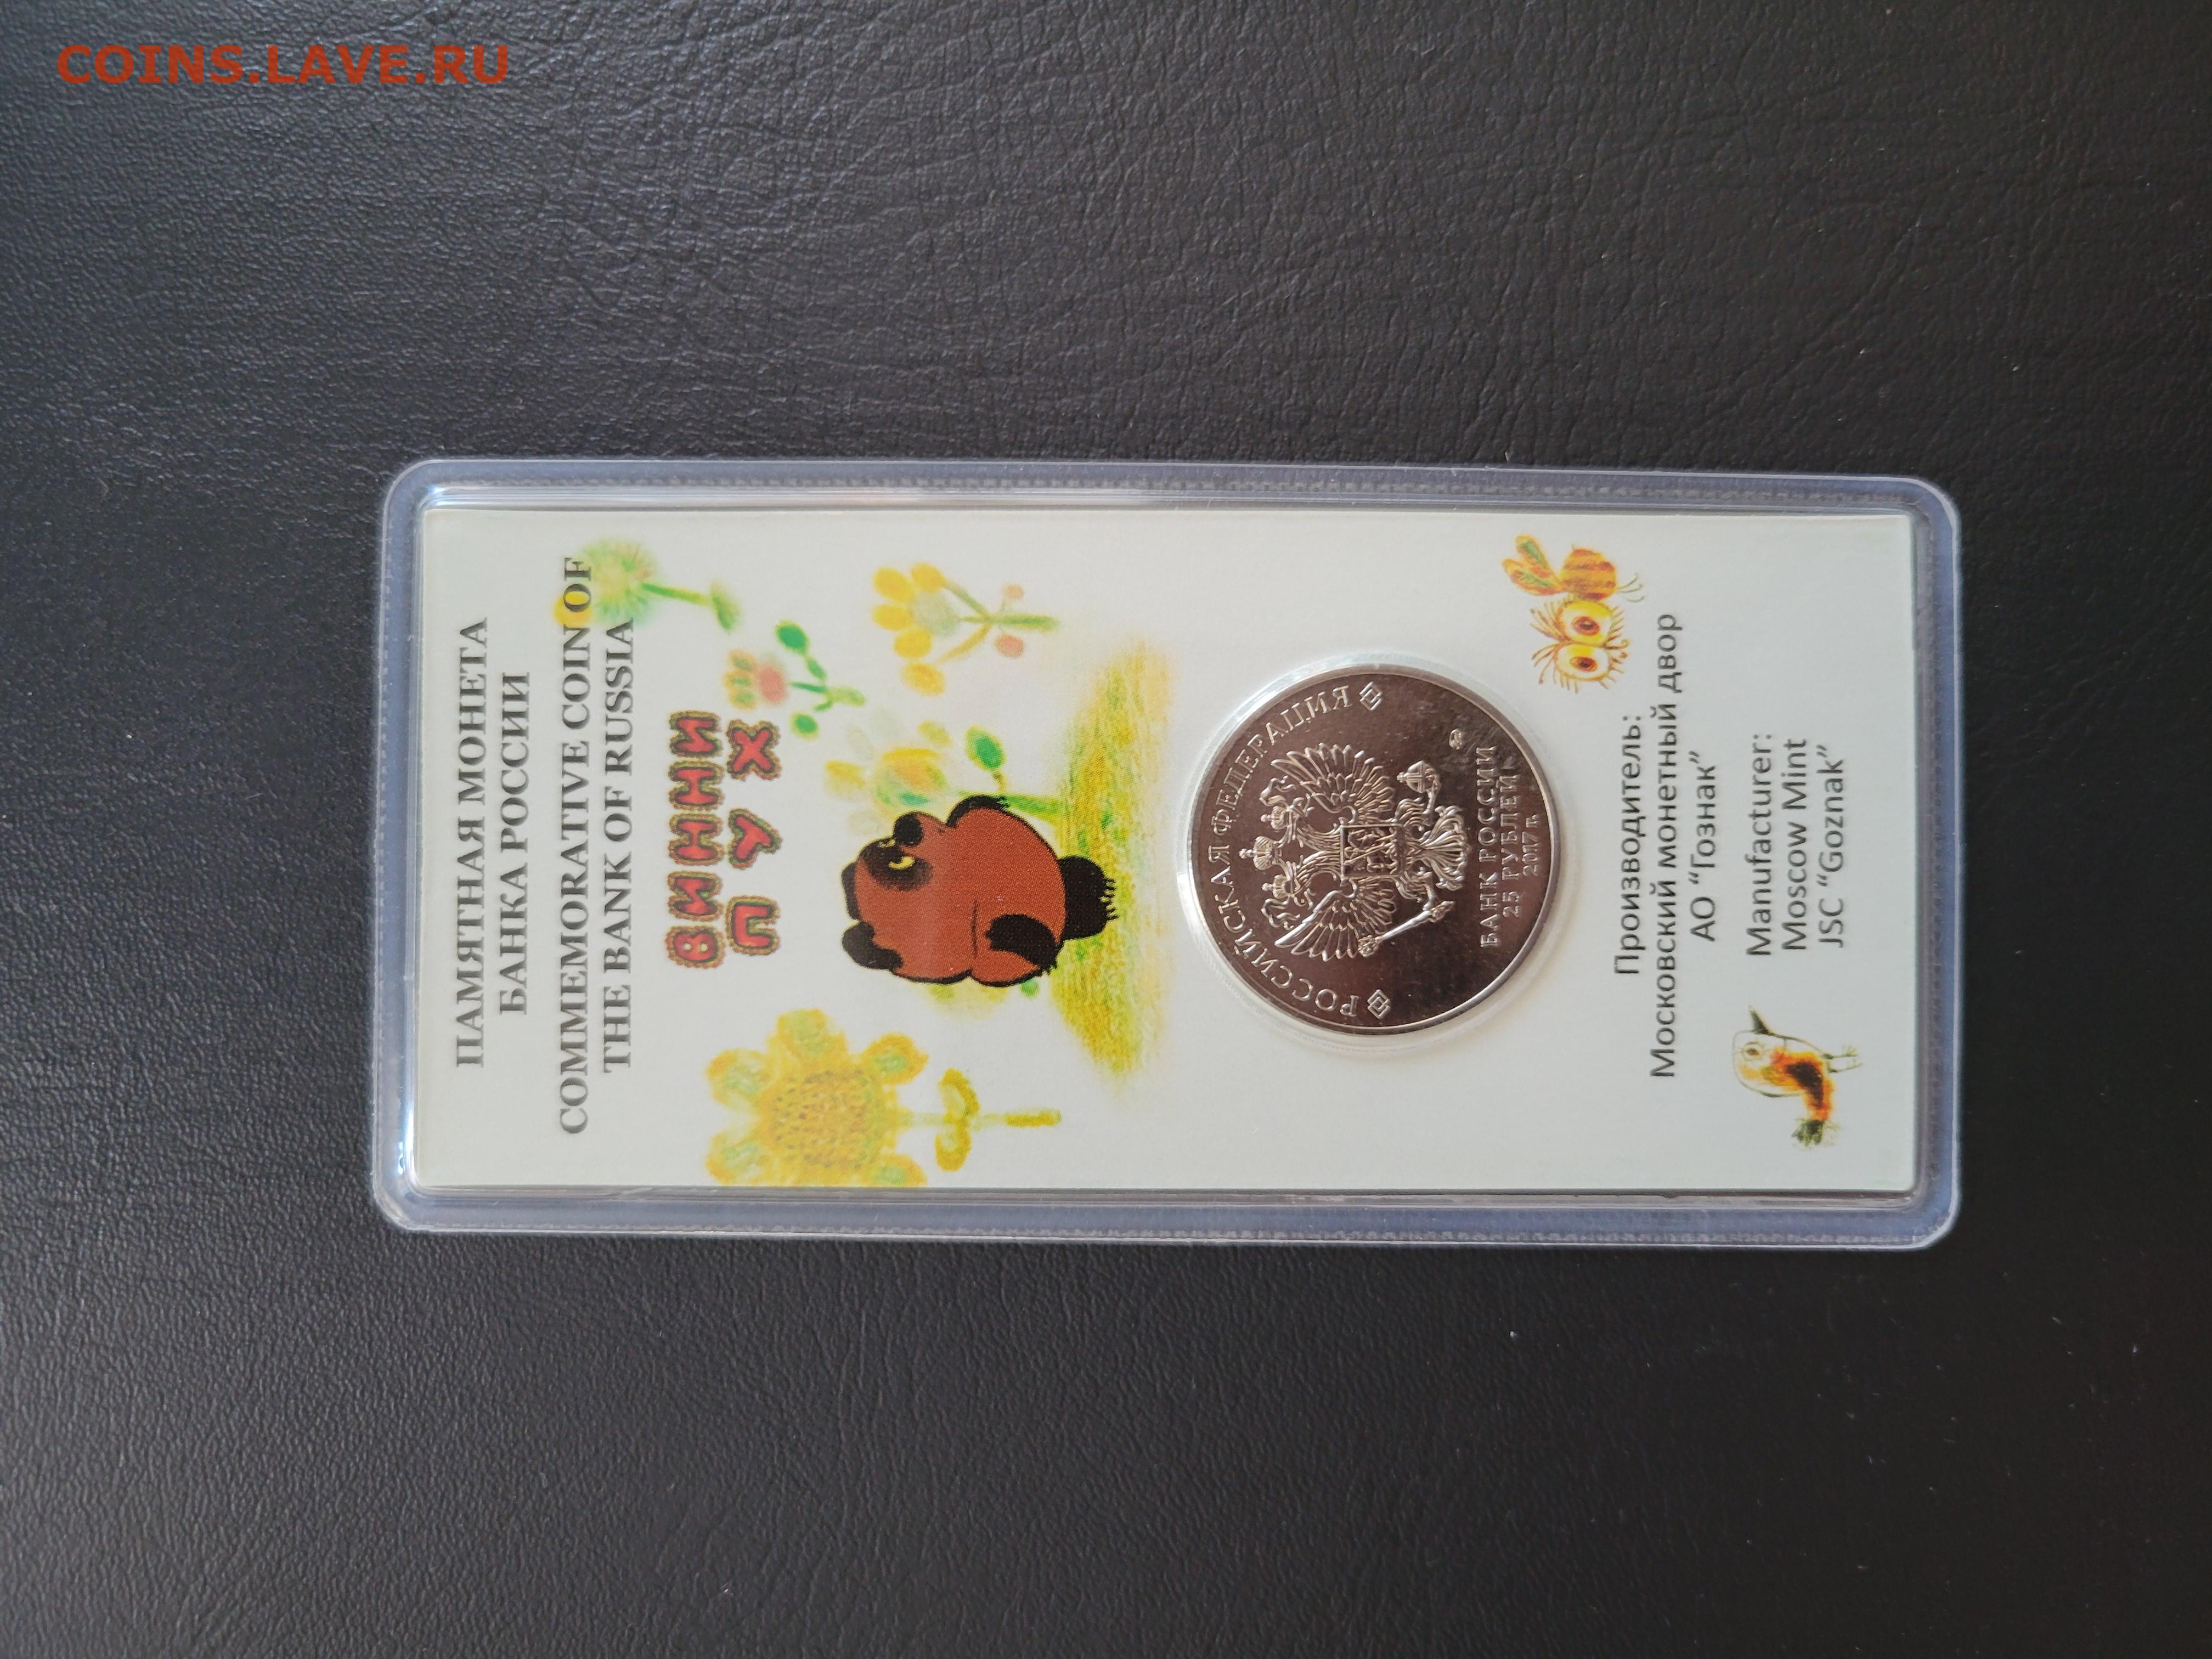 COINS.LAVE.RU
ПАМЯТНАЯ МОНЕТА
БАНКА РОССИИ
COMMEMORATIVE COIN OF
THE BANK OF RUSSIA
ВИННИ
ПУХ
РОССИЙСКАЯ ФЕДЕРАЦИЯ
БАНК РОССИИ
25 РУБЛЕЙ
2017 г.
Производитель:
Московский монетный двор
АО "Гознак"
Manufacturer:
Moscow Mint
JSC "Goznak"